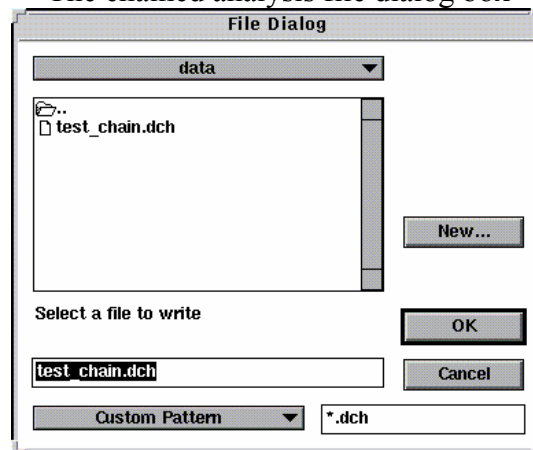 The chained analysis file dialog box
File Dialog
data
..
test_chain.dch
New...
Select a file to write
OK
test_chain.dch
Cancel
Custom Pattern
*.dch